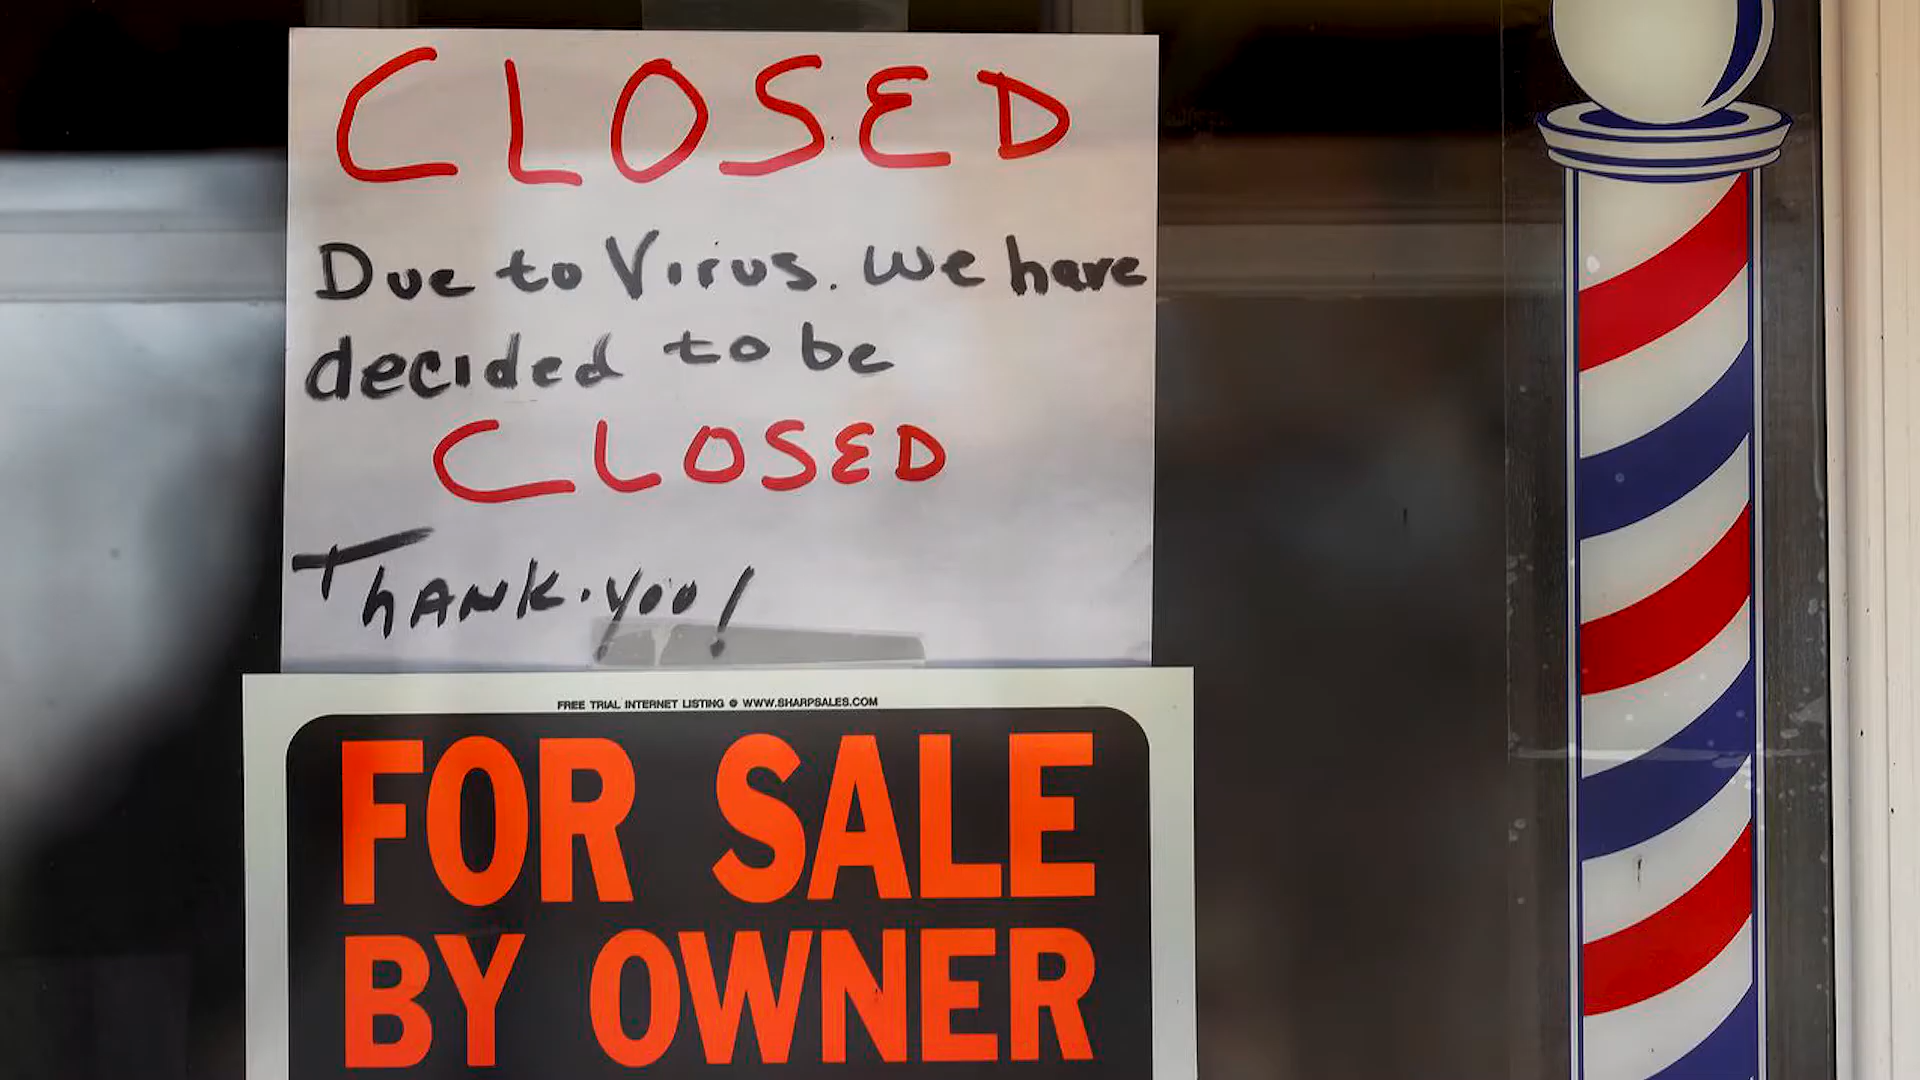 CLOSED
Due to Virus. We have
decided to be
CLOSED
THANK.YOU!
FREE TRIAL INTERNET LISTING @ WWW.SHARPSALES.COM
FOR SALE
BY OWNER